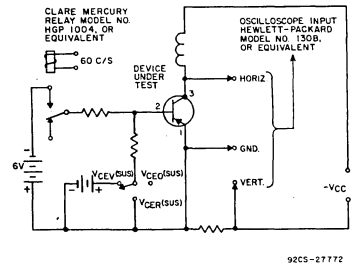 CLARE MERCURY
RELAY MODEL NO.
HGP 1004, OR
EQUIVALENT
60 C/S
OSCILLOSCOPE INPUT
HEWLETT-PACKARD
MODEL NO. 130B,
OR EQUIVALENT
DEVICE
UNDER
TEST
HORIZ
3
2
1
GND.
6V
-
+
VCEV(SUS)
VCEO(SUS)
- +
VCER(SUS)
VERT.
-VCC
92CS-27772